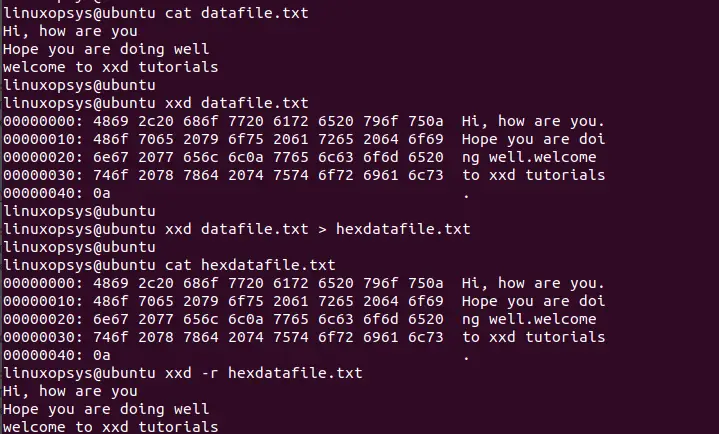 linuxopsys@ubuntu cat datafile.txt
Hi, how are you
Hope you are doing well
welcome to xxd tutorials
linuxopsys@ubuntu
linuxopsys@ubuntu xxd datafile.txt
00000000: 4869 2c20 686f 7720 6172 6520 796f 750a  Hi, how are you.
00000010: 486f 7065 2079 6f75 2061 7265 2064 6f69  Hope you are doi
00000020: 6e67 2077 656c 6c0a 7765 6c63 6f6d 6520  ng well.welcome
00000030: 746f 2078 7864 2074 7574 6f72 6961 6c73  to xxd tutorials
00000040: 0a                                       .
linuxopsys@ubuntu
linuxopsys@ubuntu xxd datafile.txt > hexdatafile.txt
linuxopsys@ubuntu
linuxopsys@ubuntu cat hexdatafile.txt
00000000: 4869 2c20 686f 7720 6172 6520 796f 750a  Hi, how are you.
00000010: 486f 7065 2079 6f75 2061 7265 2064 6f69  Hope you are doi
00000020: 6e67 2077 656c 6c0a 7765 6c63 6f6d 6520  ng well.welcome
00000030: 746f 2078 7864 2074 7574 6f72 6961 6c73  to xxd tutorials
00000040: 0a                                       .
linuxopsys@ubuntu xxd -r hexdatafile.txt
Hi, how are you
Hope you are doing well
welcome to xxd tutorials